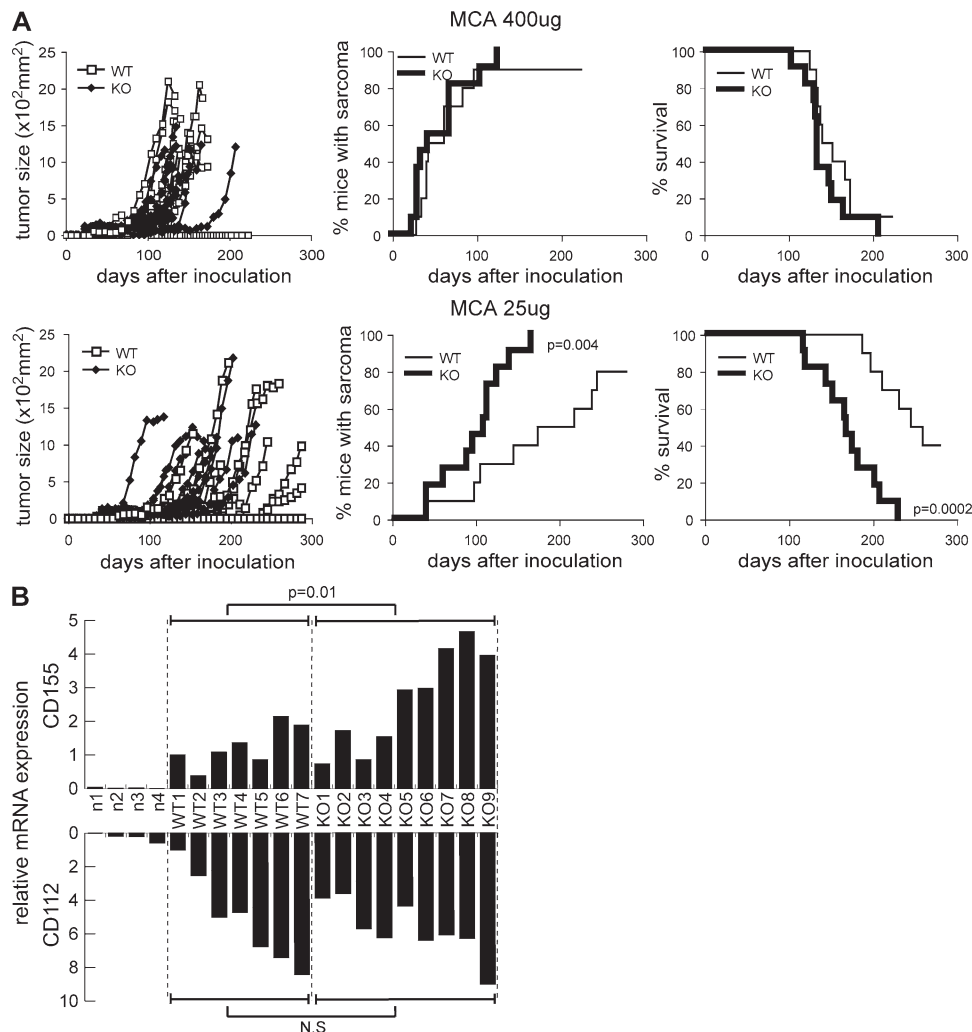 A
MCA 400ug
tumor size (x10²mm²)
25
20
15
10
5
0
WT
KO
0 100 200 300
days after inoculation
% mice with sarcoma
100
80
60
40
20
0
WT
KO
0 100 200 300
days after inoculation
% survival
100
80
60
40
20
0
WT
KO
0 100 200 300
days after inoculation
MCA 25ug
tumor size (x10²mm²)
25
20
15
10
5
0
WT
KO
0 100 200 300
days after inoculation
% mice with sarcoma
100
80
60
40
20
0
WT
KO
p=0.004
0 100 200 300
days after inoculation
% survival
100
80
60
40
20
0
WT
KO
p=0.0002
0 100 200 300
days after inoculation
B
p=0.01
relative mRNA expression
CD155
5
4
3
2
1
0
n1 n2 n3 n4 WT1 WT2 WT3 WT4 WT5 WT6 WT7 KO1 KO2 KO3 KO4 KO5 KO6 KO7 KO8 KO9
CD112
0
2
4
6
8
10
N.S